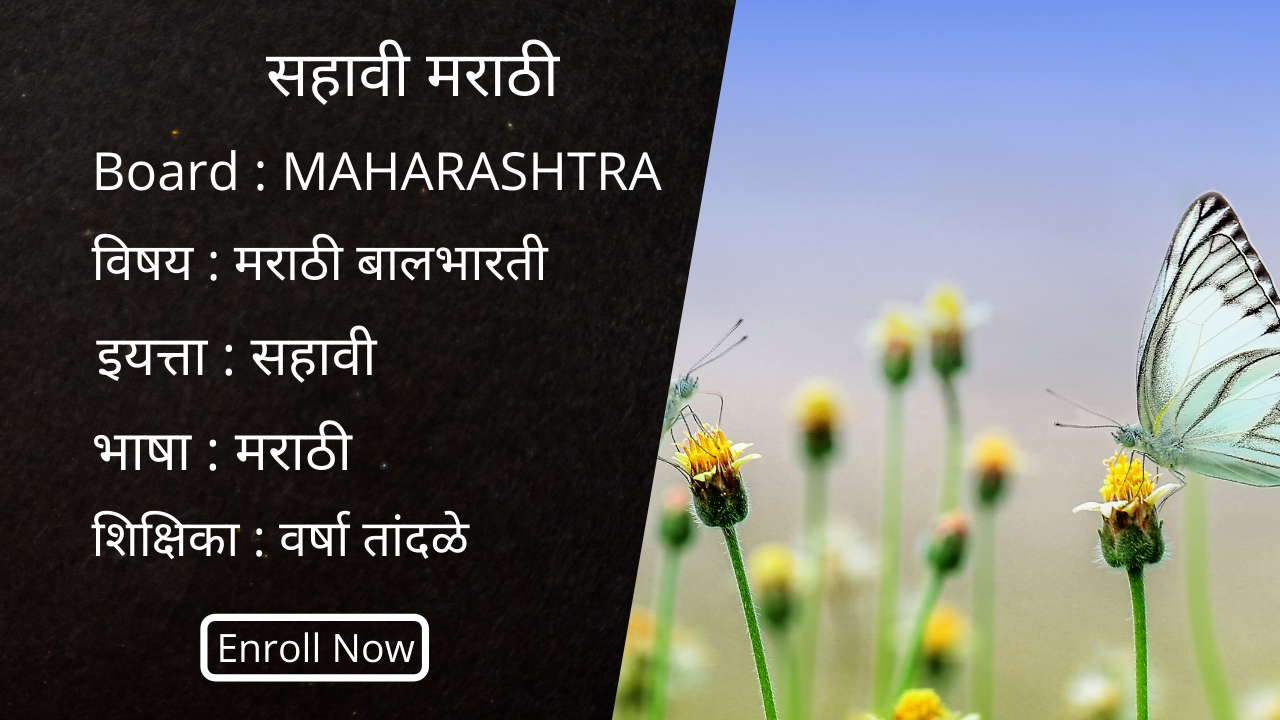 सहावी मराठी
Board : MAHARASHTRA
विषय : मराठी बालभारती
इयत्ता : सहावी
भाषा : मराठी
शिक्षिका : वर्षा तांदळे
Enroll Now